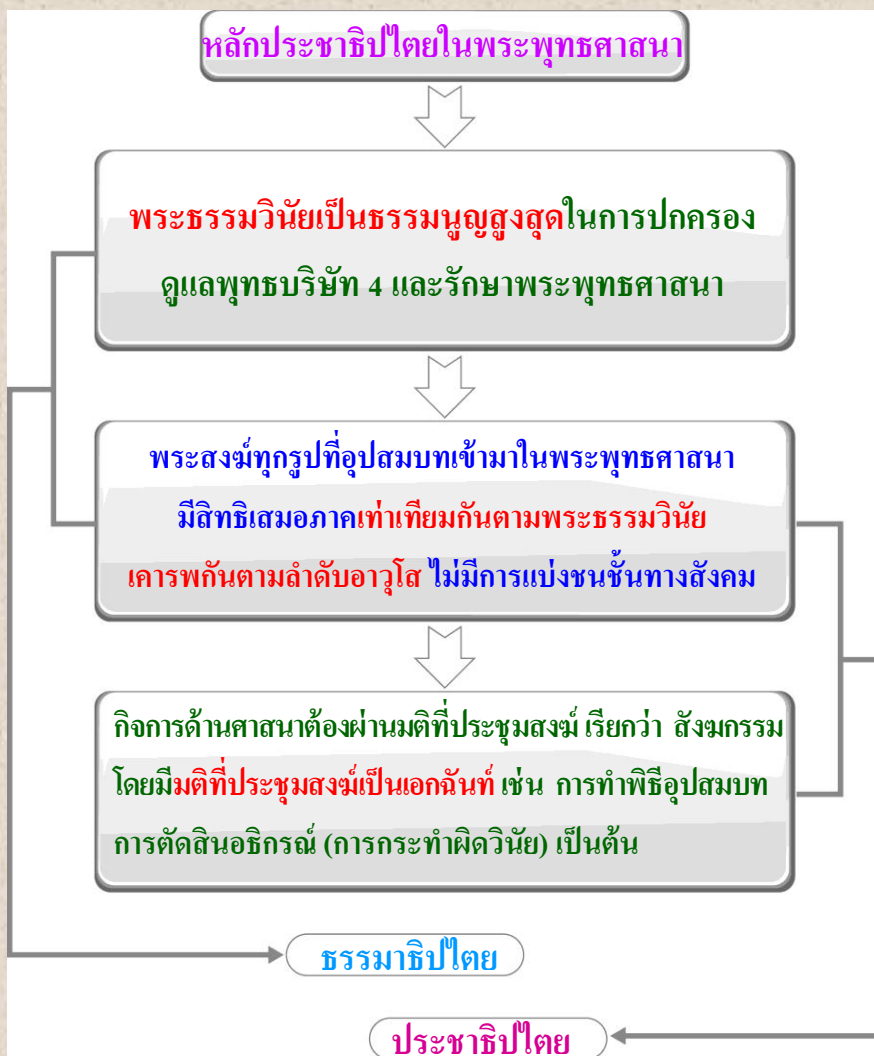 หลักประชาธิปไตยในพระพุทธศาสนา
พระธรรมวินัยเป็นธรรมนูญสูงสุดในการปกครอง
ดูแลพุทธบริษัท 4 และรักษาพระพุทธศาสนา
พระสงฆ์ทุกรูปที่อุปสมบทเข้ามาในพระพุทธศาสนา
มีสิทธิเสมอภาคเท่าเทียมกันตามพระธรรมวินัย
เคารพกันตามลำดับอาวุโส ไม่มีการแบ่งชนชั้นทางสังคม
กิจการด้านศาสนาต้องผ่านมติที่ประชุมสงฆ์ เรียกว่า สังฆกรรม
โดยมีมติที่ประชุมสงฆ์เป็นเอกฉันท์ เช่น การทำพิธีอุปสมบท
การตัดสินอธิกรณ์ (การกระทำผิดวินัย) เป็นต้น
ธรรมาธิปไตย
ประชาธิปไตย